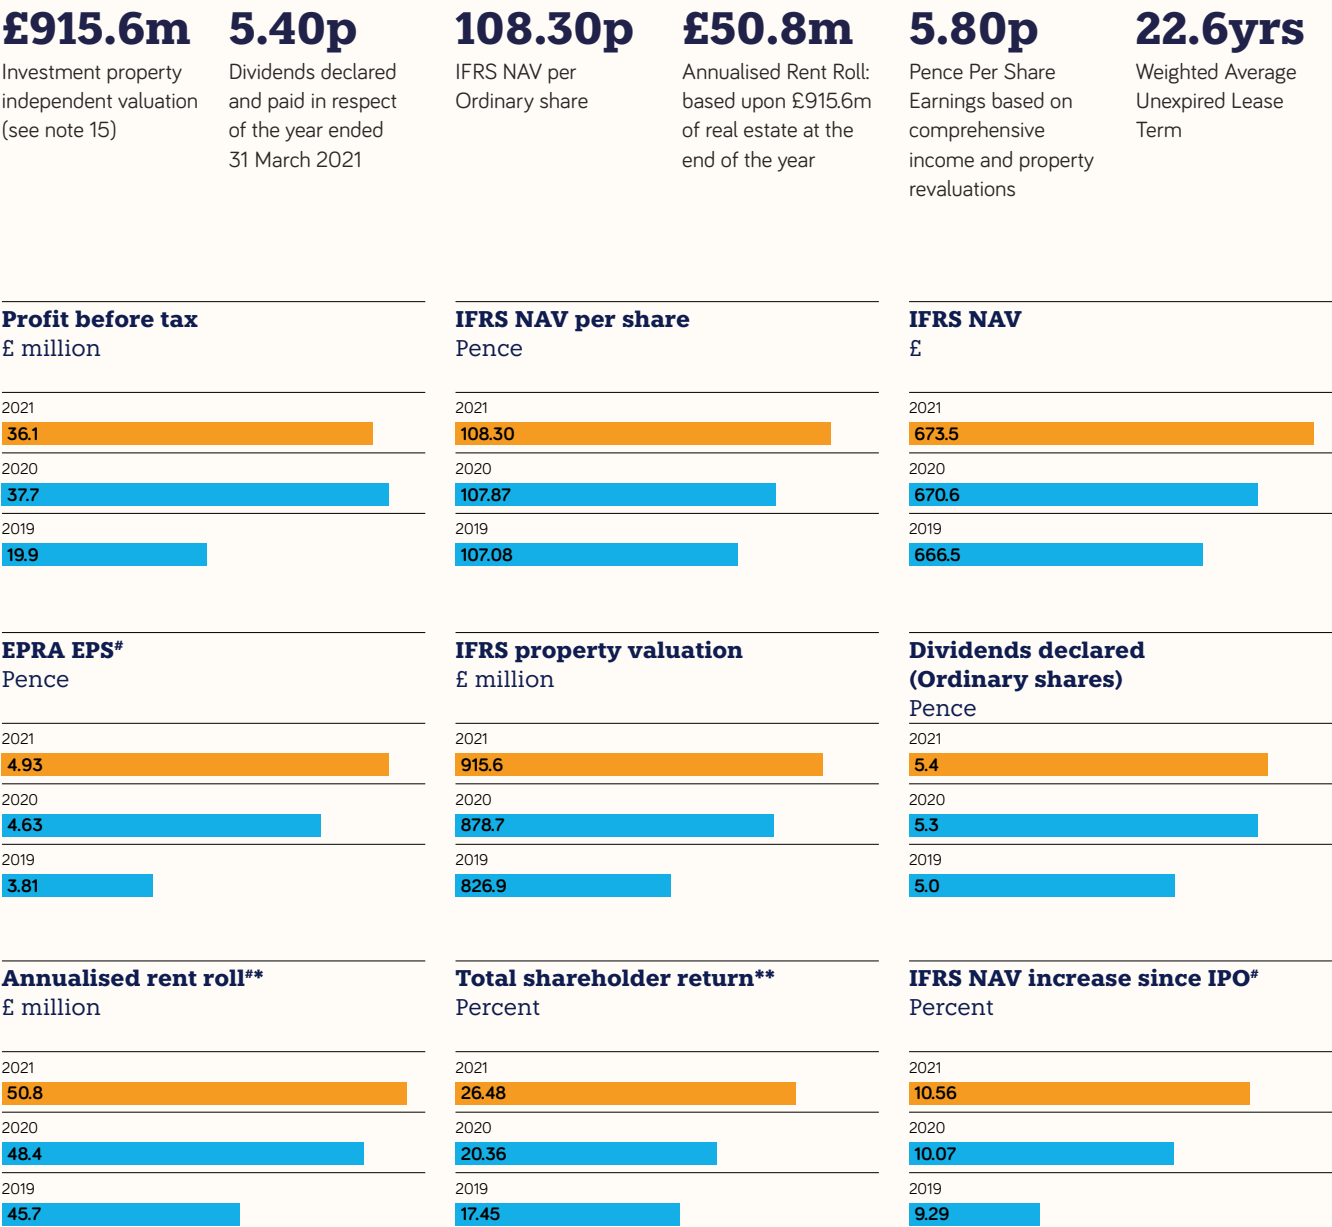 £915.6m
Investment property
independent valuation
(see note 15)
5.40p
Dividends declared
and paid in respect
of the year ended
31 March 2021
108.30p
IFRS NAV per
Ordinary share
£50.8m
Annualised Rent Roll:
based upon £915.6m
of real estate at the
end of the year
5.80p
Pence Per Share
Earnings based on
comprehensive
income and property
revaluations
22.6yrs
Weighted Average
Unexpired Lease
Term
Profit before tax
£ million
2021
36.1
2020
37.7
2019
19.9
IFRS NAV per share
Pence
2021
108.30
2020
107.87
2019
107.08
IFRS NAV
£
2021
673.5
2020
670.6
2019
666.5
EPRA EPS#
Pence
2021
4.93
2020
4.63
2019
3.81
IFRS property valuation
£ million
2021
915.6
2020
878.7
2019
826.9
Dividends declared
(Ordinary shares)
Pence
2021
5.4
2020
5.3
2019
5.0
Annualised rent roll#*
£ million
2021
50.8
2020
48.4
2019
45.7
Total shareholder return**
Percent
2021
26.48
2020
20.36
2019
17.45
IFRS NAV increase since IPO#
Percent
2021
10.56
2020
10.07
2019
9.29